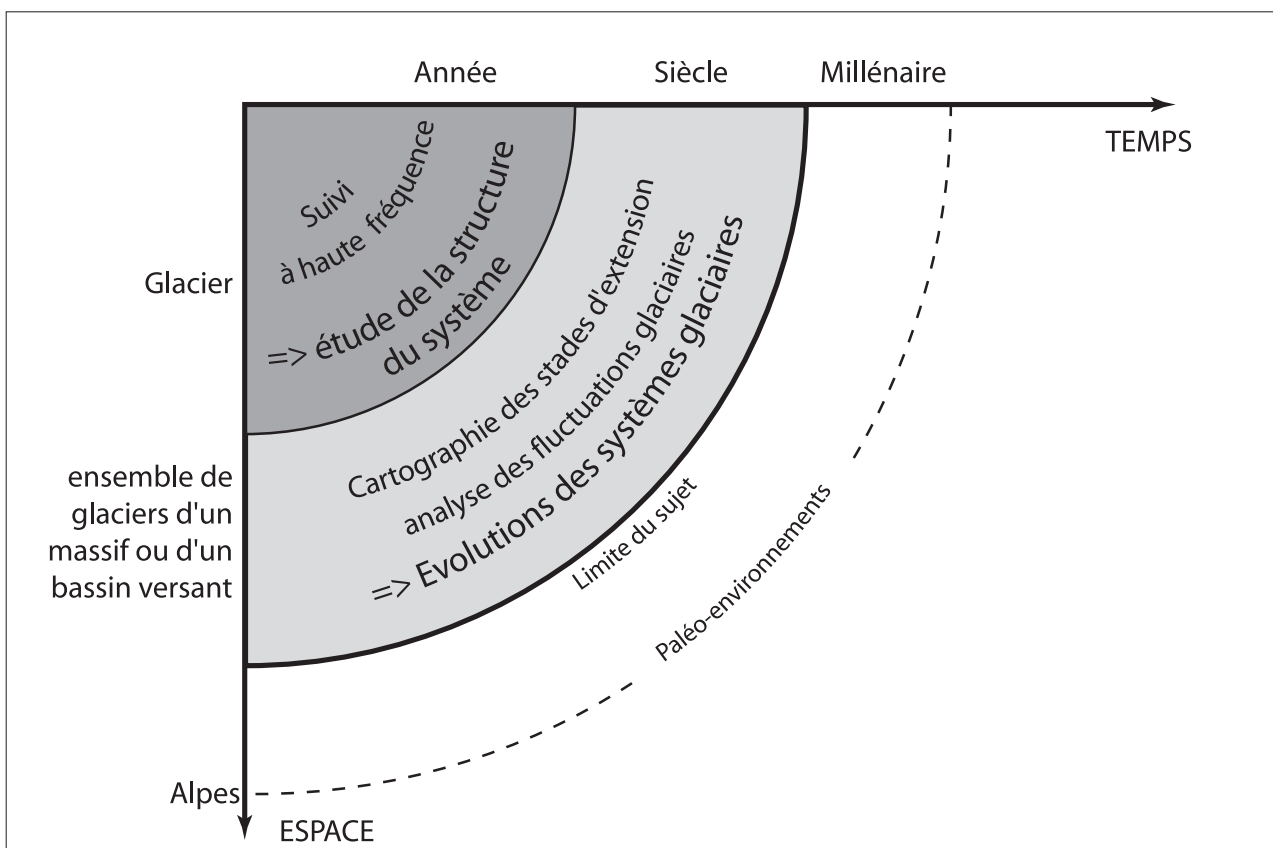 Année
Siècle
Millénaire
TEMPS
Suivi
à haute fréquence
=> étude de la structure
du système
Glacier
Cartographie des stades d'extension
analyse des fluctuations glaciaires
=> Evolutions des systèmes glaciaires
Limite du sujet
Paléo-environnements
ensemble de
glaciers d'un
massif ou d'un
bassin versant
Alpes
ESPACE